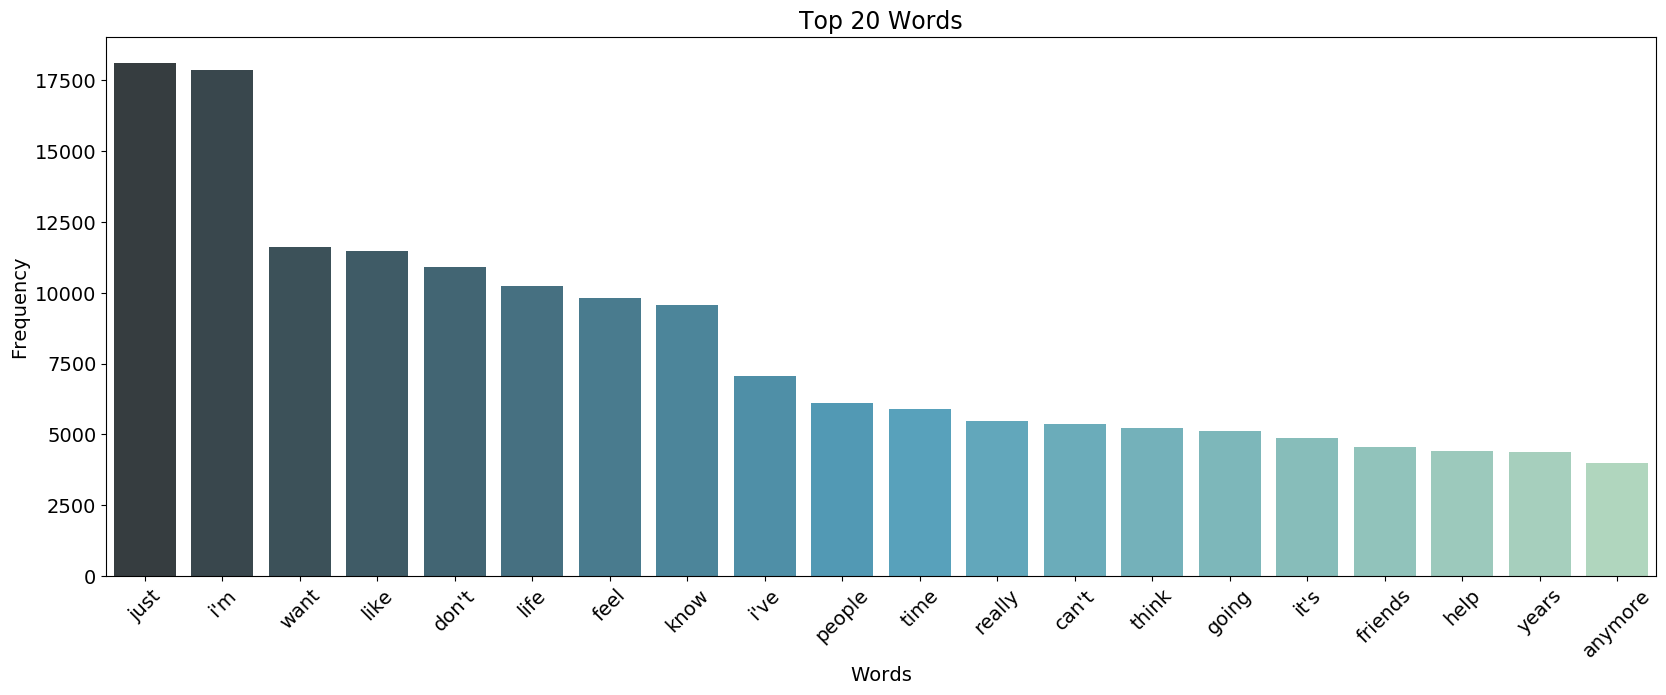 Top 20 Words
17500
15000
12500
10000
7500
5000
2500
0
Frequency
just
i'm
want
like
don't
life
feel
know
i've
people
time
really
can't
think
going
it's
friends
help
years
anymore
Words